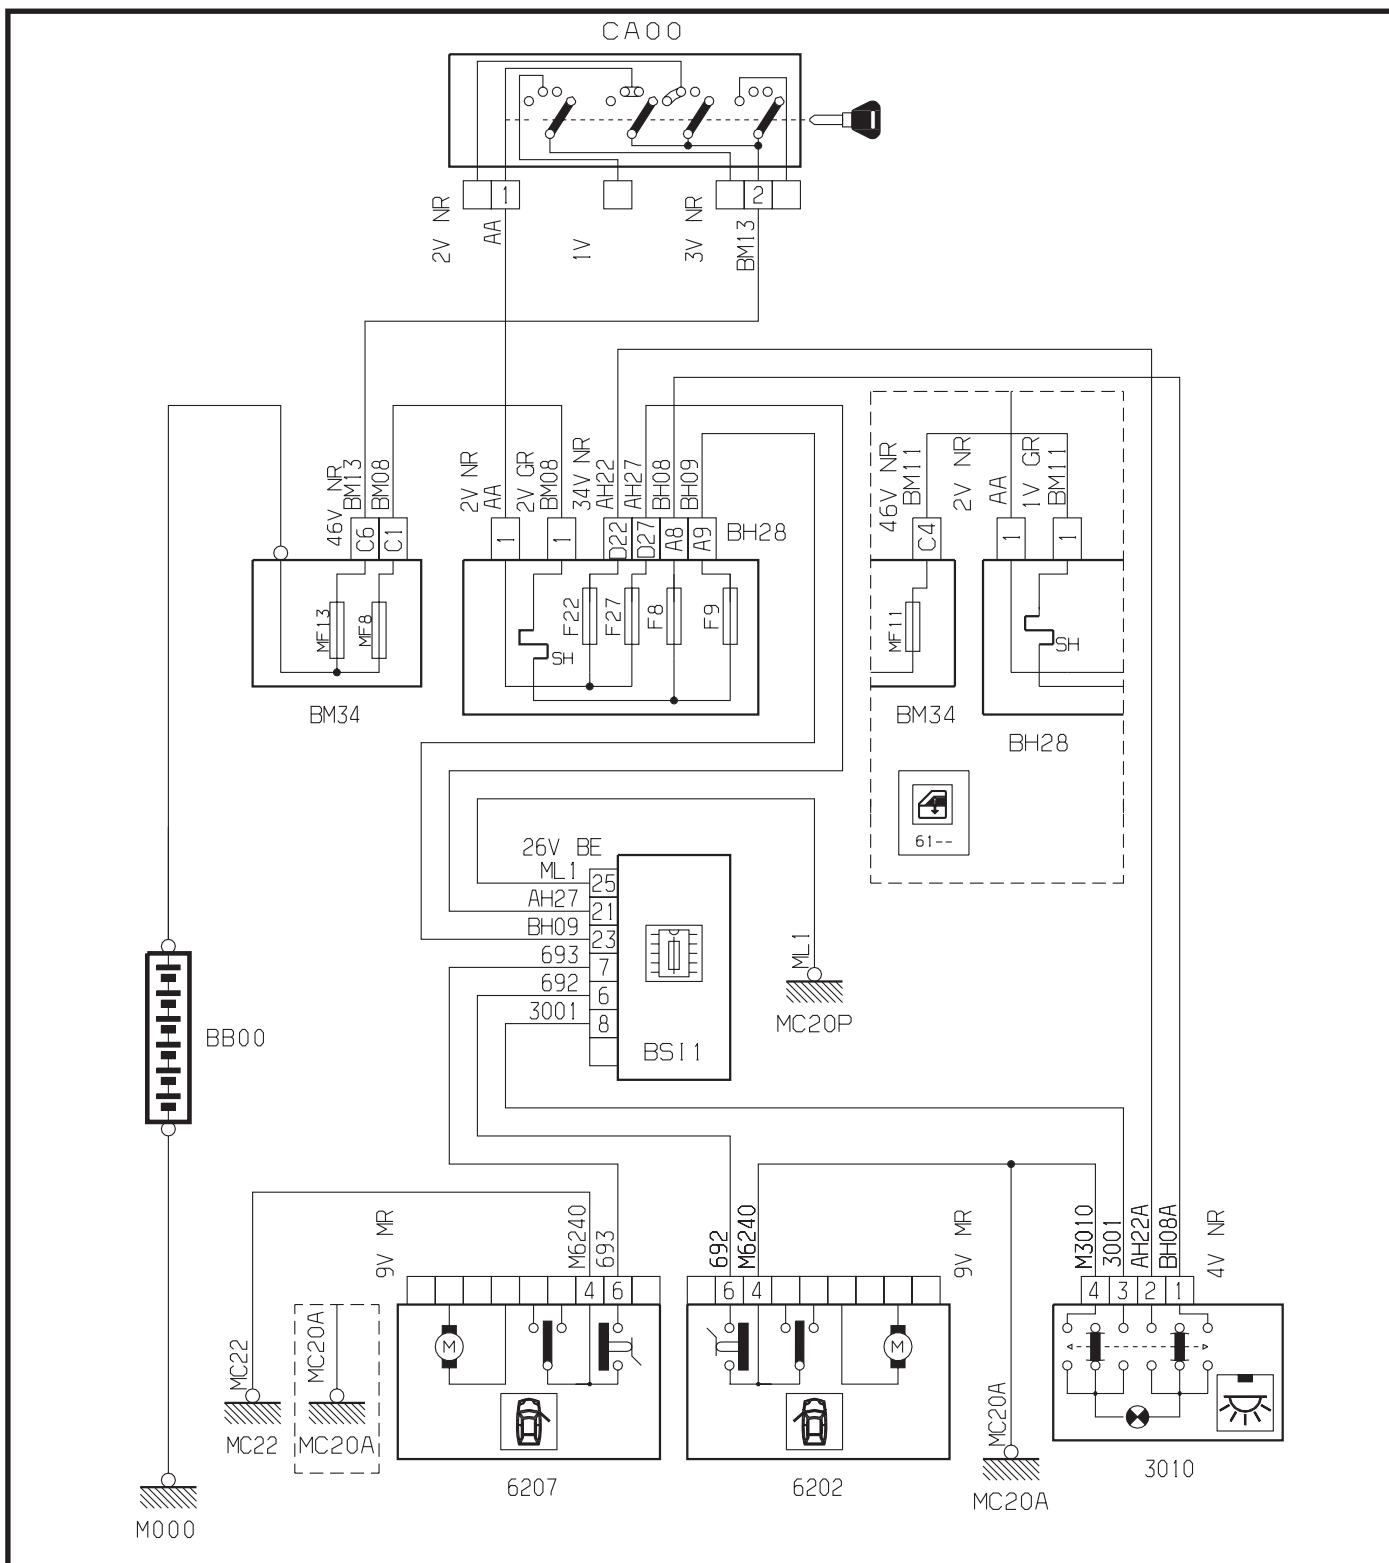 CA00
1
2
2V NR
AA
1V
3V NR
BM13
46V NR
BM13
BM08
2V NR
AA
2V GR
BM08
34V NR
AH22
AH27
BH08
BH09
46V NR
BM11
2V NR
AA
1V GR
BM11
C6
C1
1
1
D22
D27
A8
A9
BH28
C4
1
1
MF13
MF8
SH
F22
F27
F8
F9
MF11
SH
BM34
BM34
BH28
61--
26V BE
ML1
25
AH27
21
BH09
23
693
7
692
6
3001
8
BSI1
ML1
MC20P
BB00
9V MR
M6240
693
692
M6240
9V MR
M3010
3001
AH22A
BH08A
4V NR
4
6
6
4
4
3
2
1
M
M
MC22
MC20A
MC20A
MC22
MC20A
6207
6202
MC20A
3010
M000